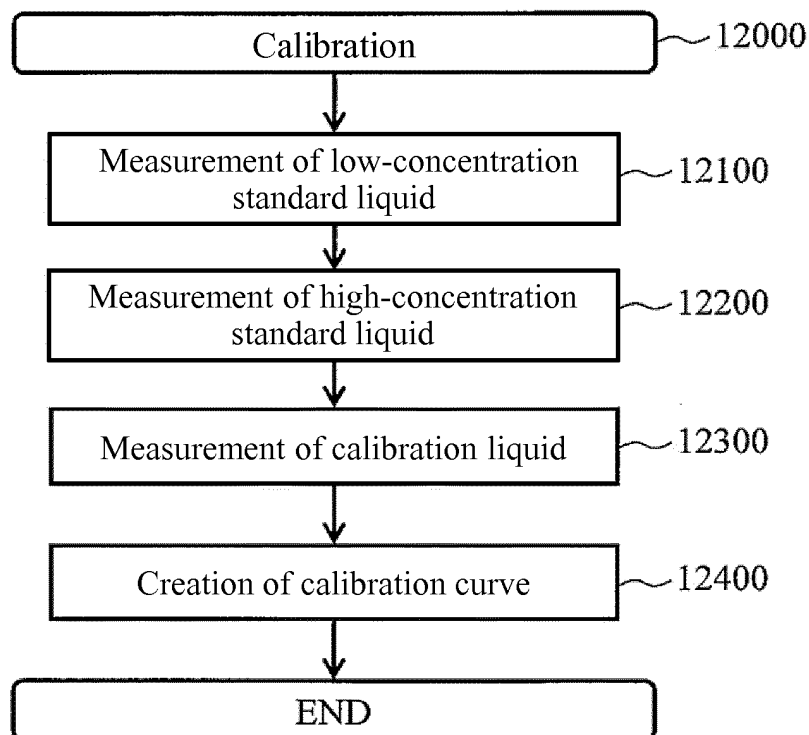 Calibration
12000
Measurement of low-concentration
standard liquid
12100
Measurement of high-concentration
standard liquid
12200
Measurement of calibration liquid
12300
Creation of calibration curve
12400
END